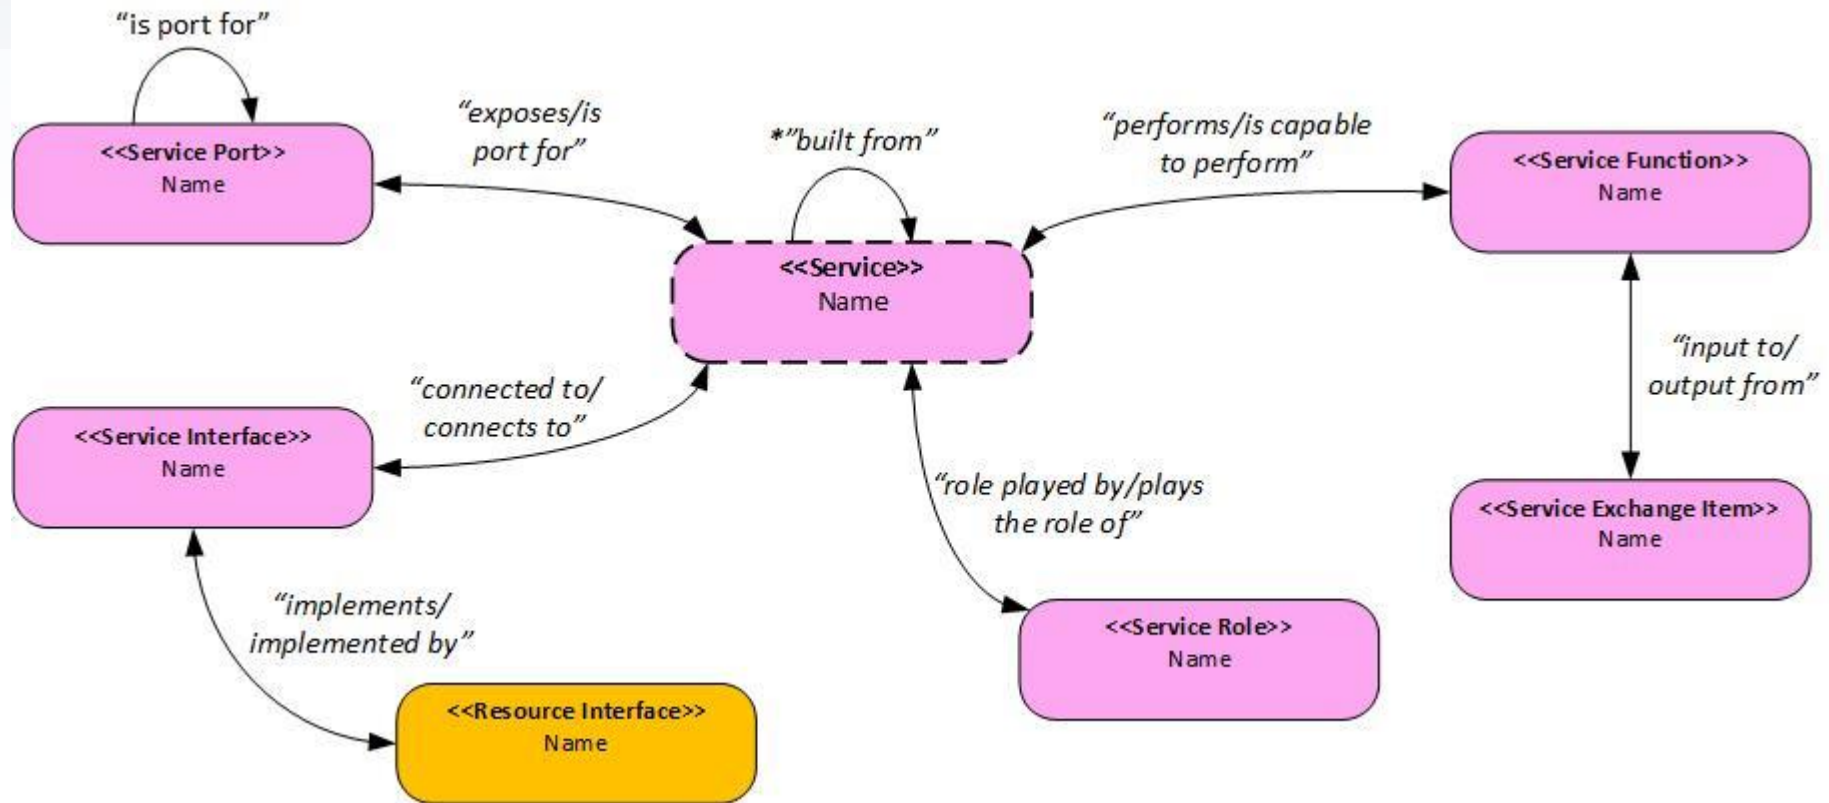 “is port for”
<<Service Port>>
Name
“exposes/is
port for”
*”built from”
“performs/is capable
to perform”
<<Service Function>>
Name
<<Service>>
Name
“input to/
output from”
“connected to/
connects to”
<<Service Interface>>
Name
“role played by/plays
the role of”
<<Service Exchange Item>>
Name
“implements/
implemented by”
<<Service Role>>
Name
<<Resource Interface>>
Name